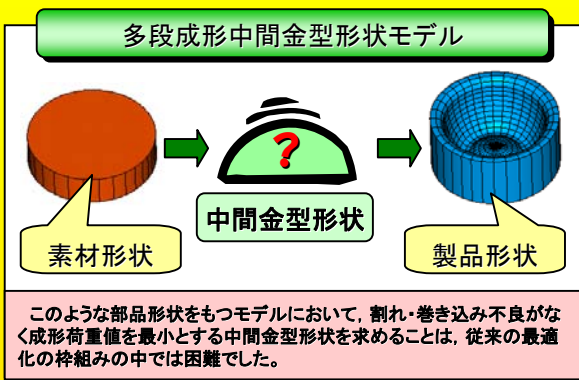 多段成形中間金型形状モデル
?
中間金型形状
素材形状
製品形状
このような部品形状をもつモデルにおいて，割れ・巻き込み不良がな
く成形荷重値を最小とする中間金型形状を求めることは，従来の最適
化の枠組みの中では困難でした。